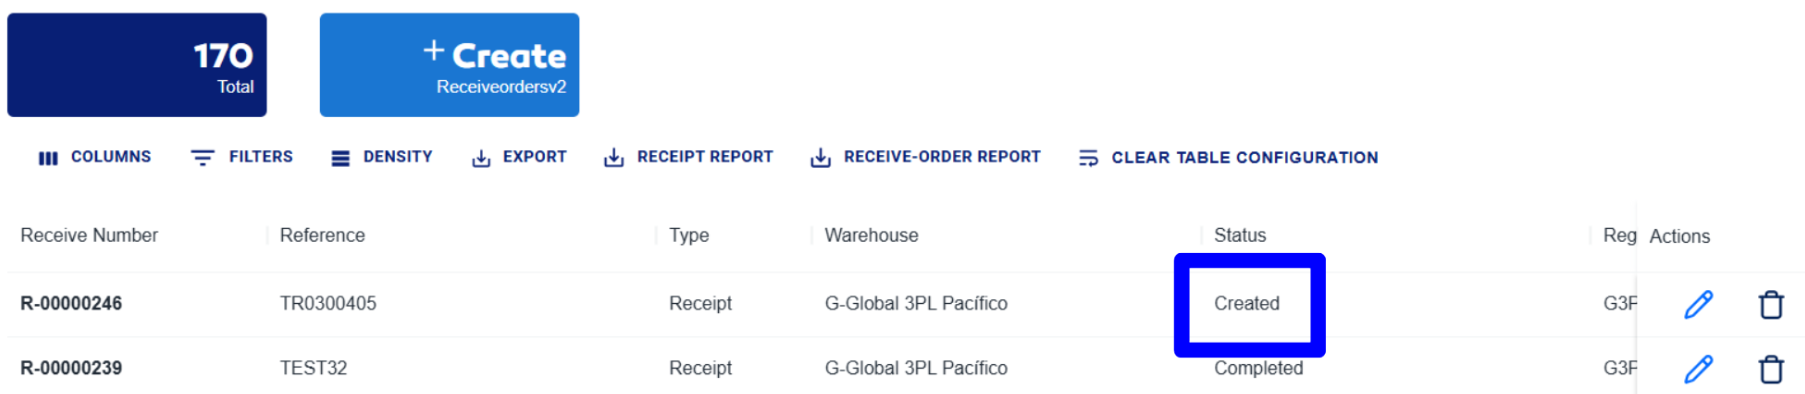 170
Total
+ Create
Receiveordersv2
COLUMNS FILTERS DENSITY EXPORT RECEIPT REPORT RECEIVE-ORDER REPORT CLEAR TABLE CONFIGURATION
Receive Number Reference Type Warehouse Status Reg Actions
R-00000246 TR0300405 Receipt G-Global 3PL Pacífico Created G3P
R-00000239 TEST32 Receipt G-Global 3PL Pacífico Completed G3P